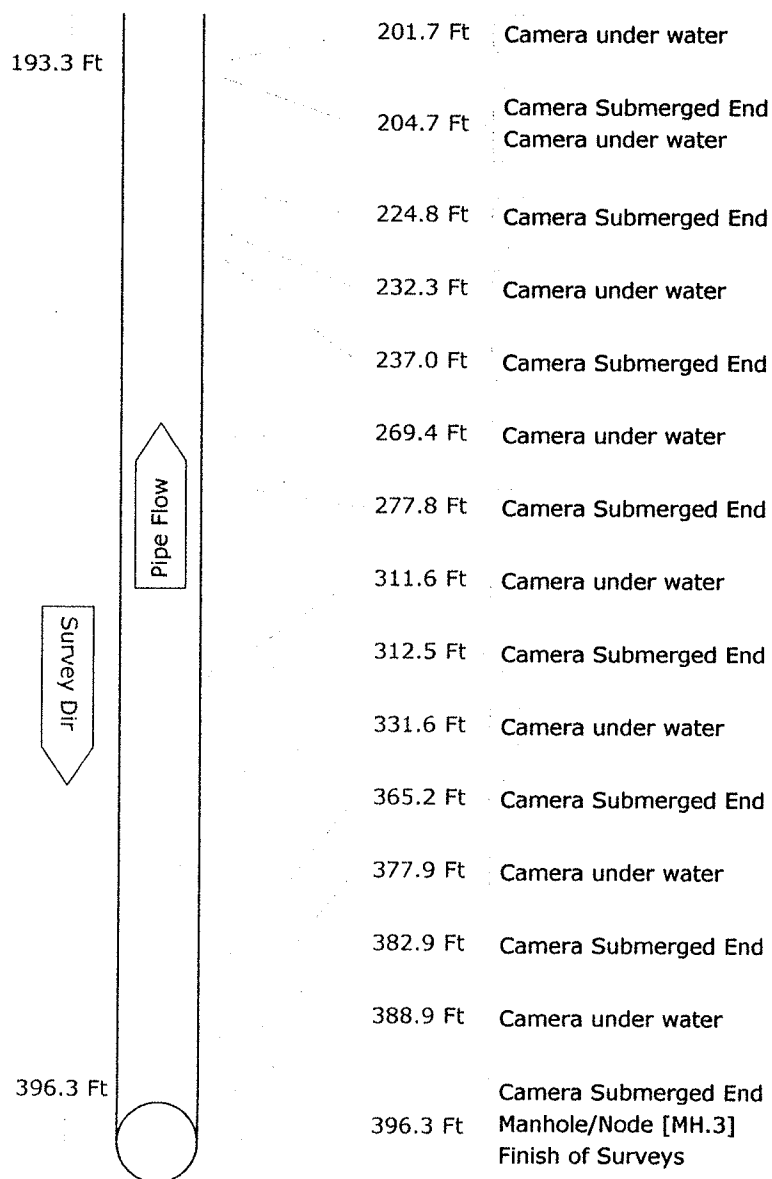 201.7 Ft Camera under water
193.3 Ft
204.7 Ft Camera Submerged End
Camera under water
224.8 Ft Camera Submerged End
232.3 Ft Camera under water
237.0 Ft Camera Submerged End
269.4 Ft Camera under water
277.8 Ft Camera Submerged End
Pipe Flow
311.6 Ft Camera under water
Survey Dir
312.5 Ft Camera Submerged End
331.6 Ft Camera under water
365.2 Ft Camera Submerged End
377.9 Ft Camera under water
382.9 Ft Camera Submerged End
388.9 Ft Camera under water
396.3 Ft
396.3 Ft Camera Submerged End
Manhole/Node [MH.3]
Finish of Surveys